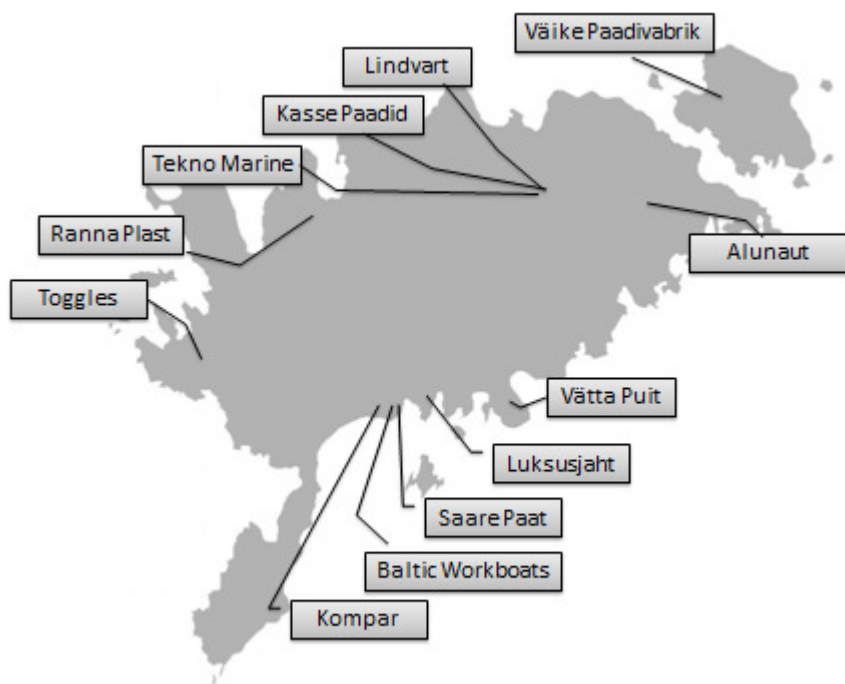 Väike Paadivabrik
Lindvart
Kasse Paadid
Tekno Marine
Ranna Plast
Alunaut
Toggles
Vätta Puit
Luksusjaht
Saare Paat
Baltic Workboats
Kompar